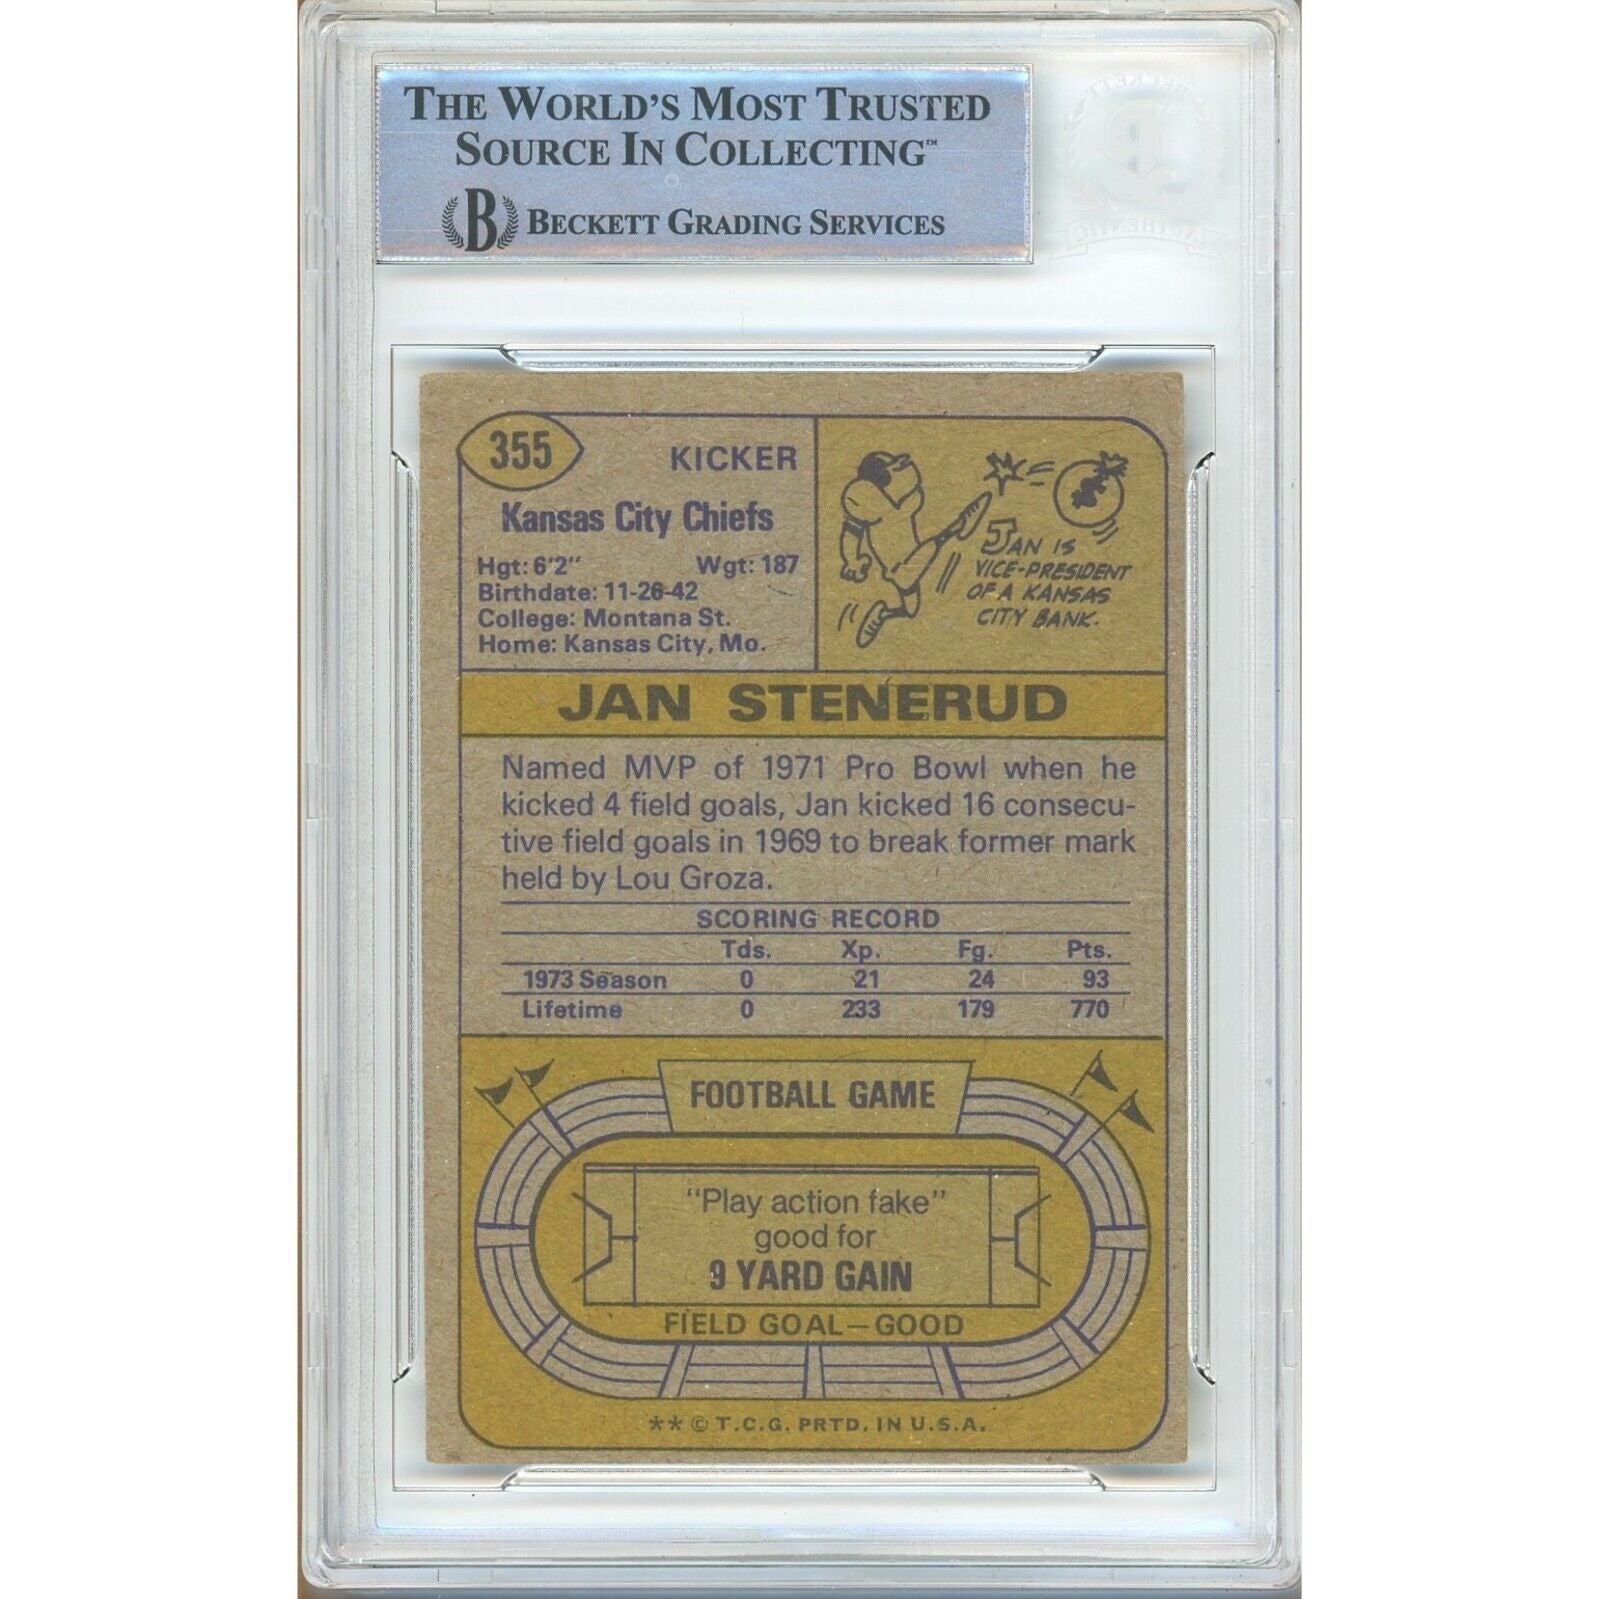 THE WORLD'S MOST TRUSTED
SOURCE IN COLLECTING™
B BECKETT GRADING SERVICES
355
KICKER
Kansas City Chiefs
Hgt: 6'2" Wgt: 187
Birthdate: 11-26-42
College: Montana St.
Home: Kansas City, Mo.
JAN IS
VICE-PRESIDENT
OF A KANSAS
CITY BANK.
JAN STENERUD
Named MVP of 1971 Pro Bowl when he
kicked 4 field goals, Jan kicked 16 consecu-
tive field goals in 1969 to break former mark
held by Lou Groza.
SCORING RECORD
Tds. Xp. Fg. Pts.
1973 Season 0 21 24 93
Lifetime 0 233 179 770
FOOTBALL GAME
"Play action fake"
good for
9 YARD GAIN
FIELD GOAL—GOOD
** © T.C.G. PRTD. IN U.S.A.